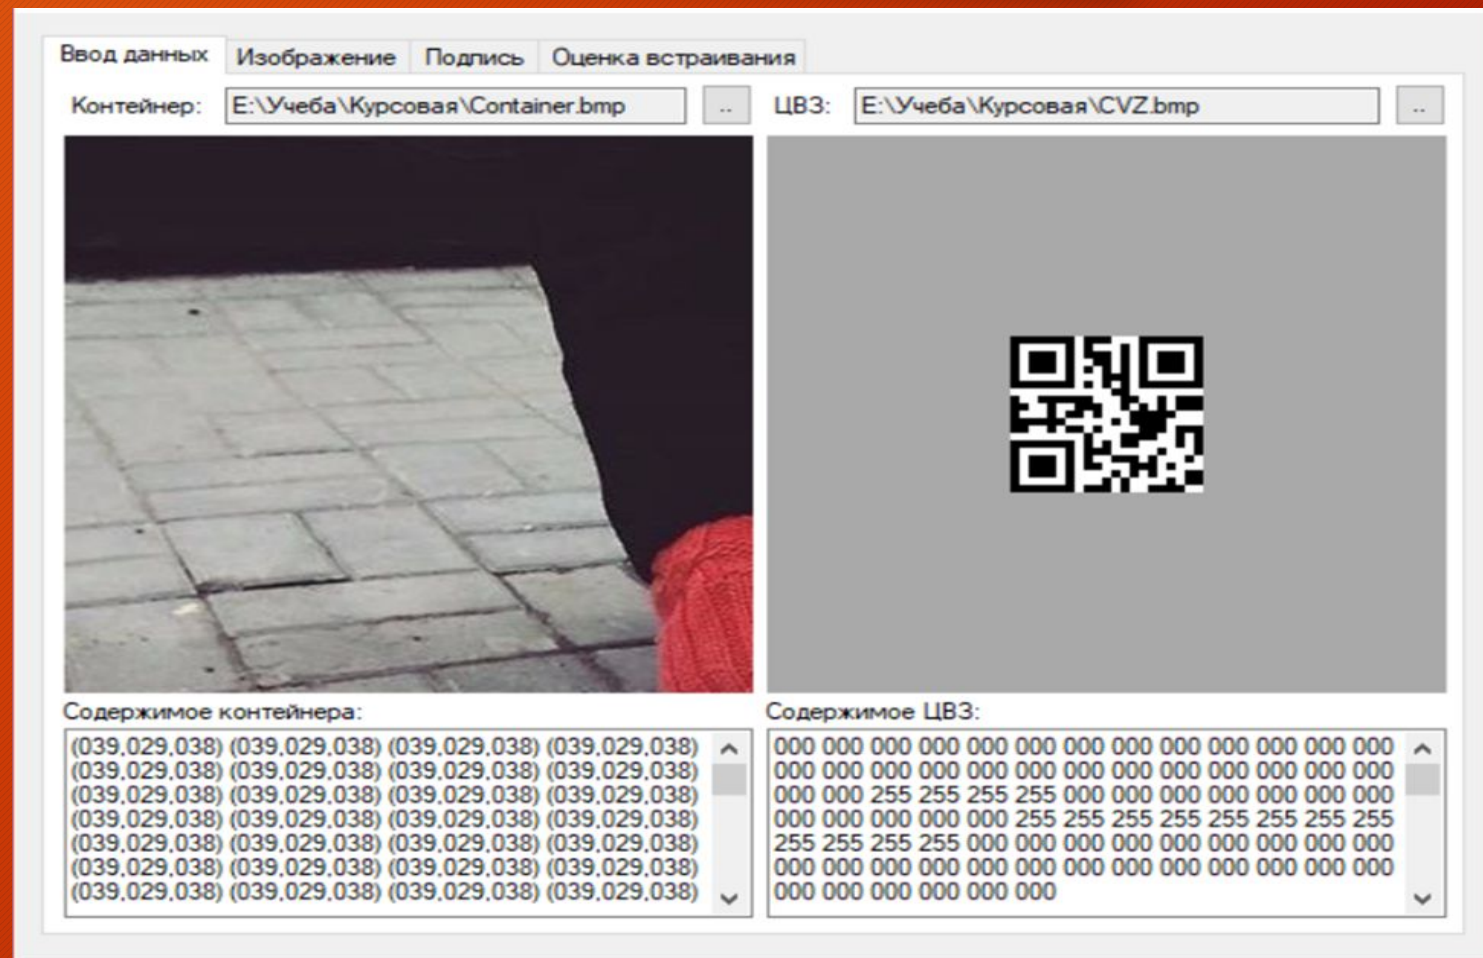 Ввод данных Изображение Подпись Оценка встраивания
Контейнер: E:\Учеба\Курсовая\Container.bmp .. ЦВЗ: E:\Учеба\Курсовая\CVZ.bmp ..
Содержимое контейнера:
(039,029,038) (039,029,038) (039,029,038) (039,029,038)
(039,029,038) (039,029,038) (039,029,038) (039,029,038)
(039,029,038) (039,029,038) (039,029,038) (039,029,038)
(039,029,038) (039,029,038) (039,029,038) (039,029,038)
(039,029,038) (039,029,038) (039,029,038) (039,029,038)
(039,029,038) (039,029,038) (039,029,038) (039,029,038)
(039,029,038) (039,029,038) (039,029,038) (039,029,038)
Содержимое ЦВЗ:
000 000 000 000 000 000 000 000 000 000 000 000 000
000 000 000 000 000 000 000 000 000 000 000 000 000
000 000 255 255 255 255 000 000 000 000 000 000 000
000 000 000 000 000 255 255 255 255 255 255 255 255
255 255 255 255 000 000 000 000 000 000 000 000 000
000 000 000 000 000 000 000 000 000 000 000 000 000
000 000 000 000 000 000